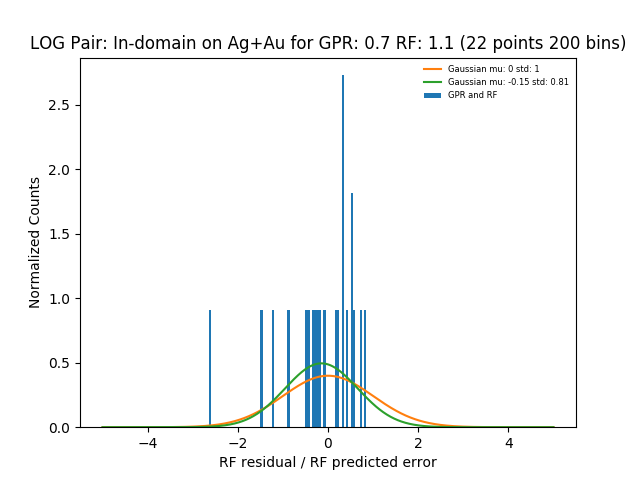 LOG Pair: In-domain on Ag+Au for GPR: 0.7 RF: 1.1 (22 points 200 bins)
Gaussian mu: 0 std: 1
Gaussian mu: -0.15 std: 0.81
GPR and RF
Normalized Counts
2.5
2.0
1.5
1.0
0.5
0.0
−4
−2
0
2
4
RF residual / RF predicted error